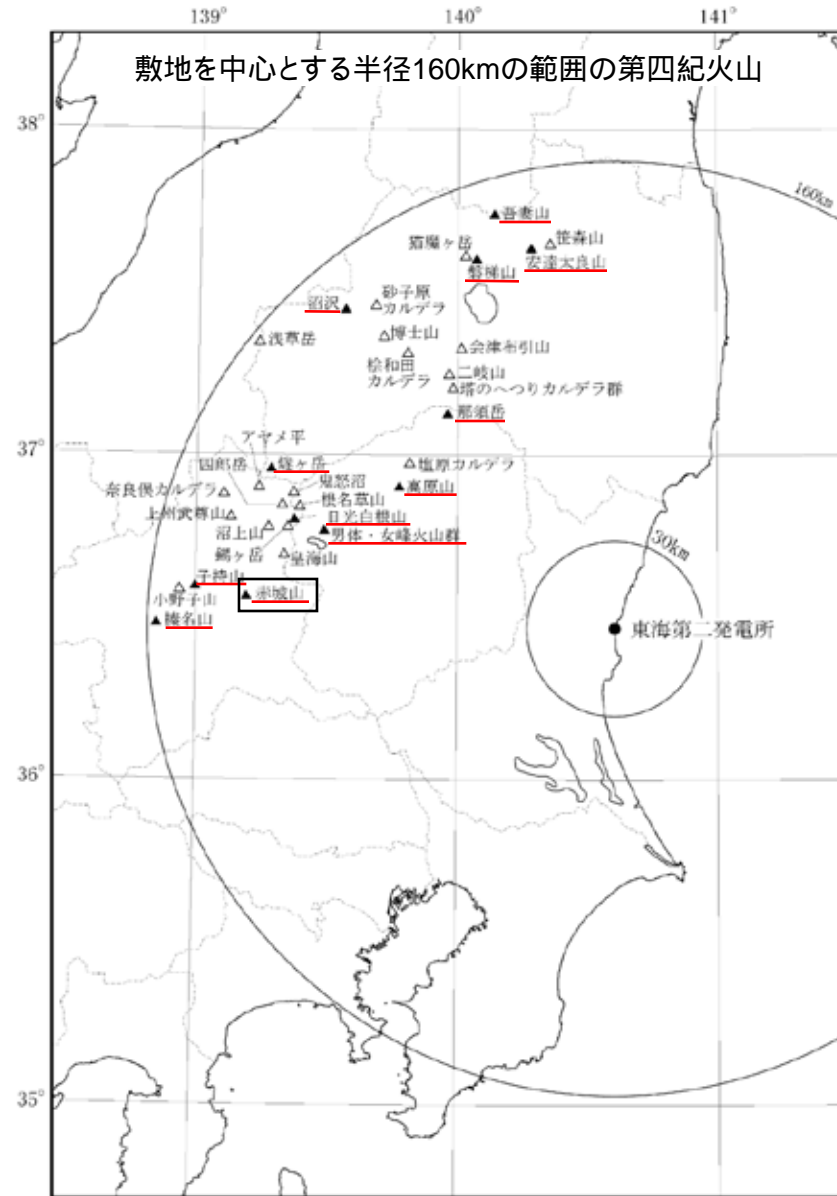 139°
140°
141°
敷地を中心とする半径160kmの範囲の第四紀火山
38°
160km
吾妻山
猫魔ヶ岳
笹森山
磐梯山
安達太良山
沼沢
砂子原
カルデラ
浅草岳
博士山
会津布引山
桧和田
カルデラ
二岐山
塔のへつりカルデラ群
那須岳
37°
アヤメ平
四郎岳
燧ヶ岳
塩原カルデラ
鬼怒沼
奈良俣カルデラ
高原山
根名草山
上州武尊山
日光白根山
沼上山
男体・女峰火山群
錫ヶ岳
皇海山
30km
子持山
赤城山
小野子山
榛名山
東海第二発電所
36°
35°